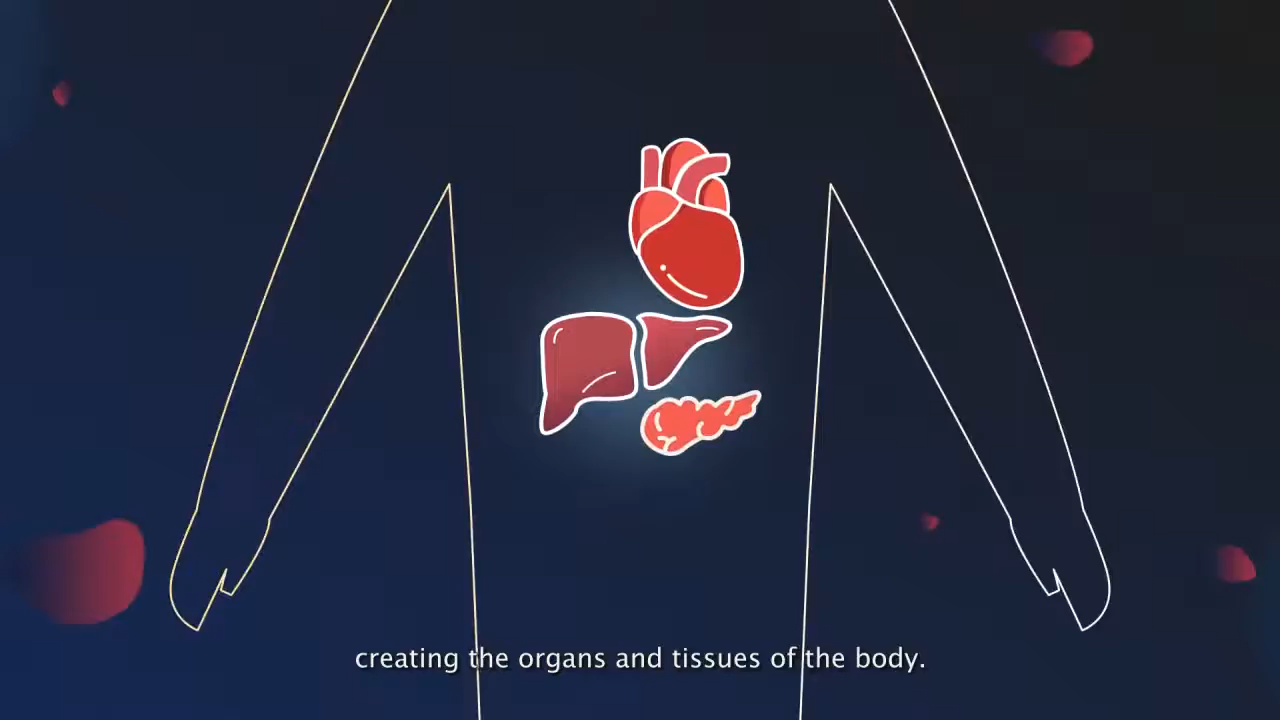 creating the organs and tissues of the body.